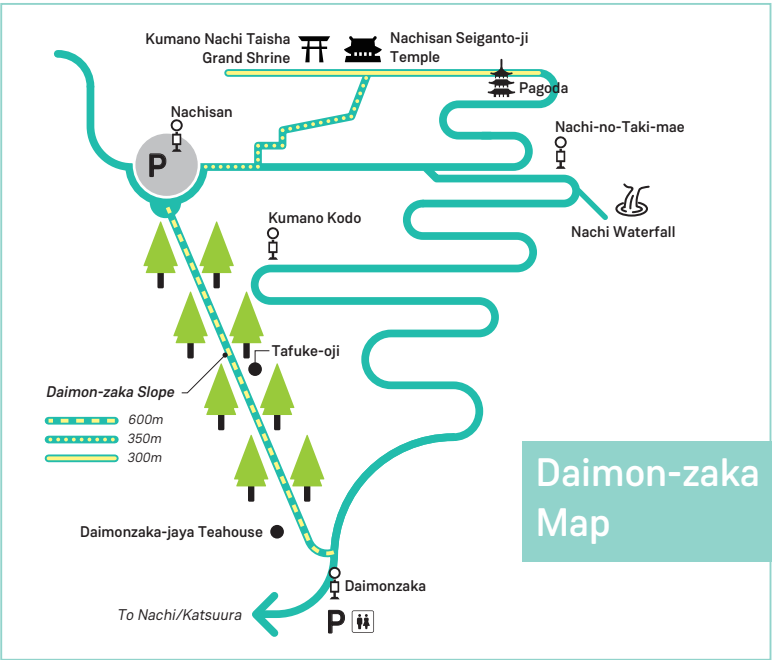 Kumano Nachi Taisha
Grand Shrine
Nachisan Seiganto-ji
Temple
Pagoda
Nachisan
P
Nachi-no-Taki-mae
Nachi Waterfall
Kumano Kodo
Tafuke-oji
Daimon-zaka Slope
600m
350m
300m
Daimon-zaka
Map
Daimonzaka-jaya Teahouse
Daimonzaka
To Nachi/Katsuura
P